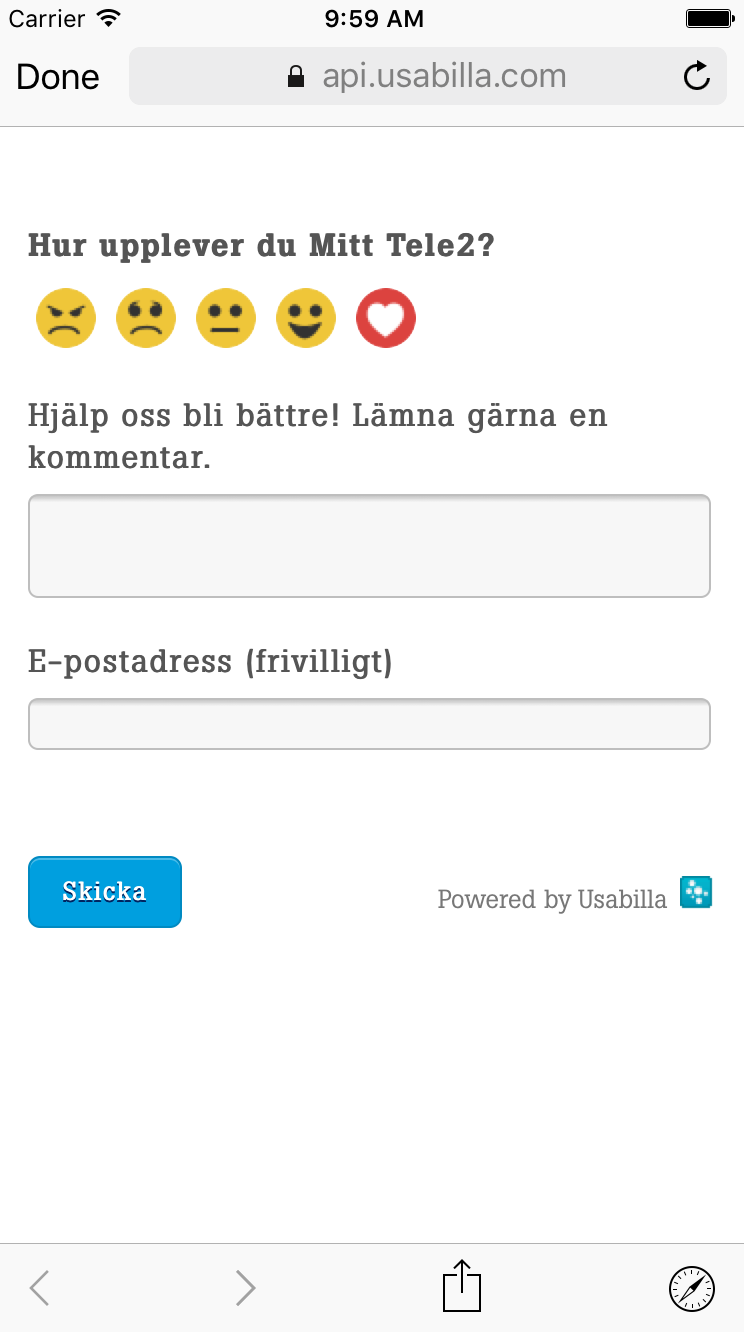 Carrier 9:59 AM
Done api.usabilla.com
Hur upplever du Mitt Tele2?
Hjälp oss bli bättre! Lämna gärna en
kommentar.
E-postadress (frivilligt)
Skicka
Powered by Usabilla